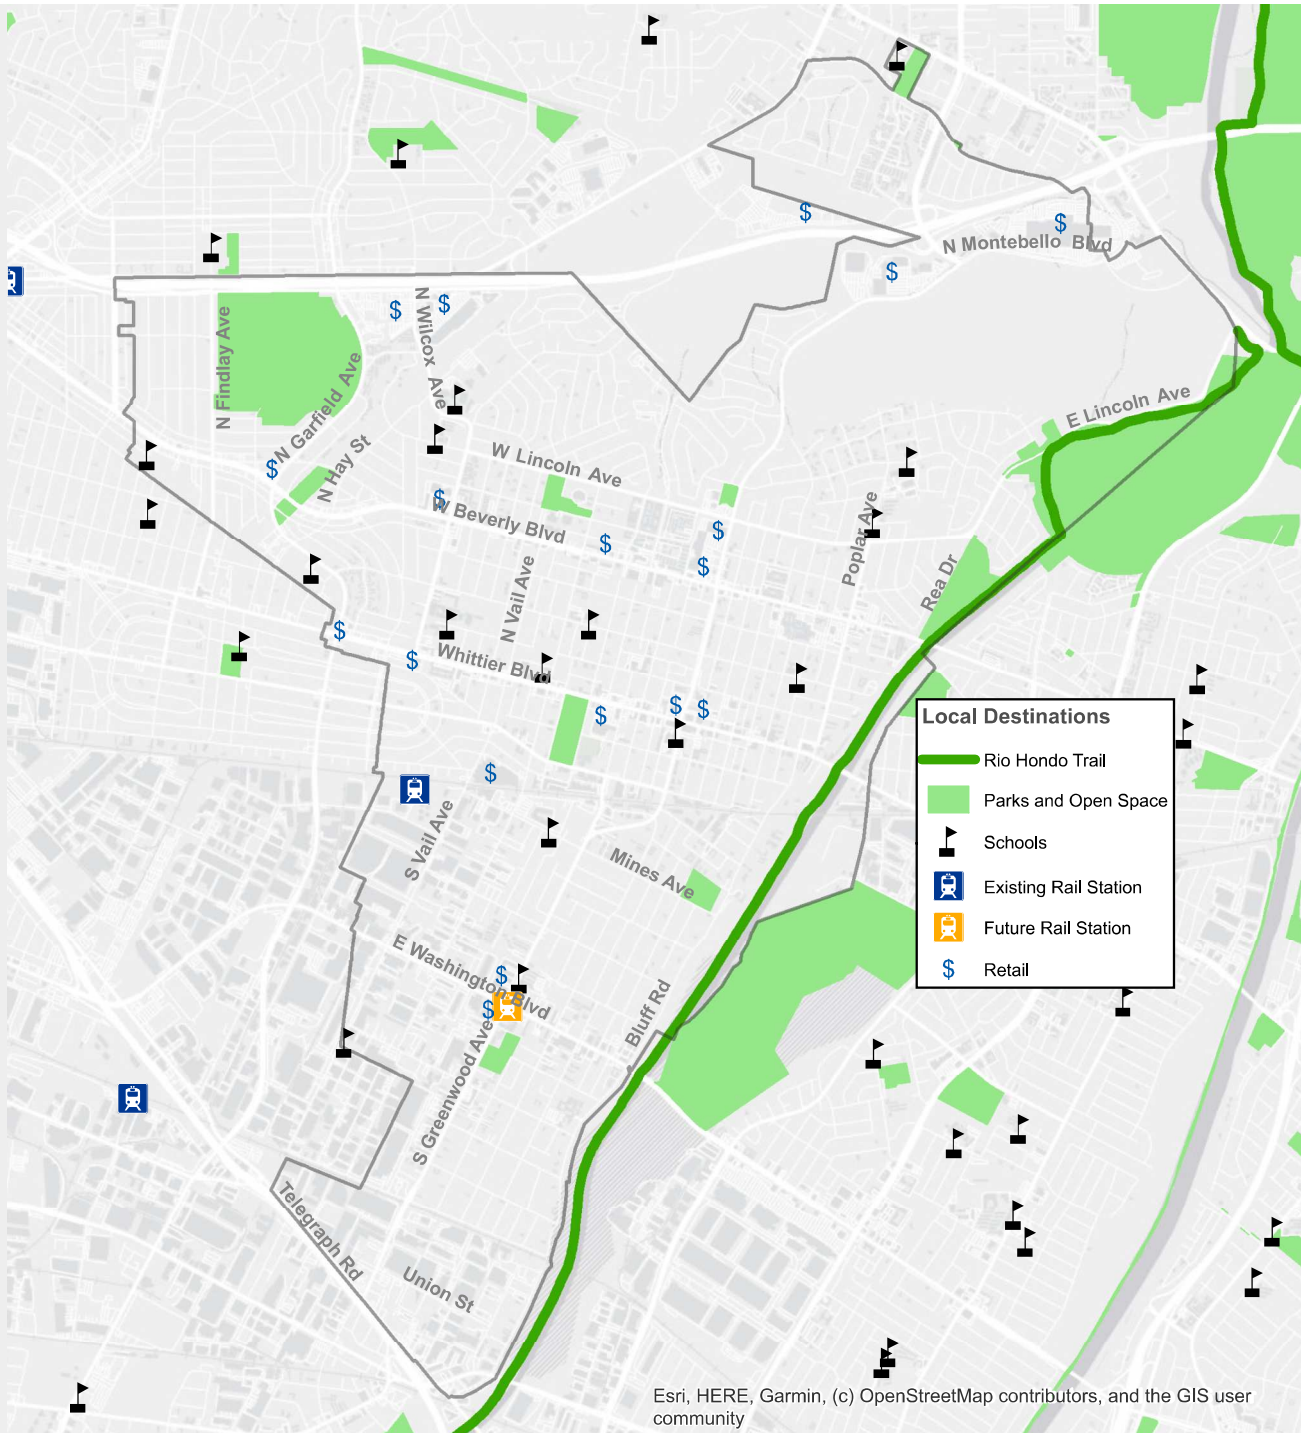 N Montebello Blvd
N Findlay Ave
N Wilcox Ave
N Garfield Ave
N Hay St
E Lincoln Ave
W Lincoln Ave
W Beverly Blvd
Poplar Ave
Rea Dr
N Vail Ave
Whittier Blvd
Local Destinations
Rio Hondo Trail
Parks and Open Space
Schools
Existing Rail Station
Future Rail Station
$ Retail
S Vail Ave
Mines Ave
E Washington Blvd
Bluff Rd
S Greenwood Ave
Telegraph Rd
Union St
Esri, HERE, Garmin, (c) OpenStreetMap contributors, and the GIS user
community